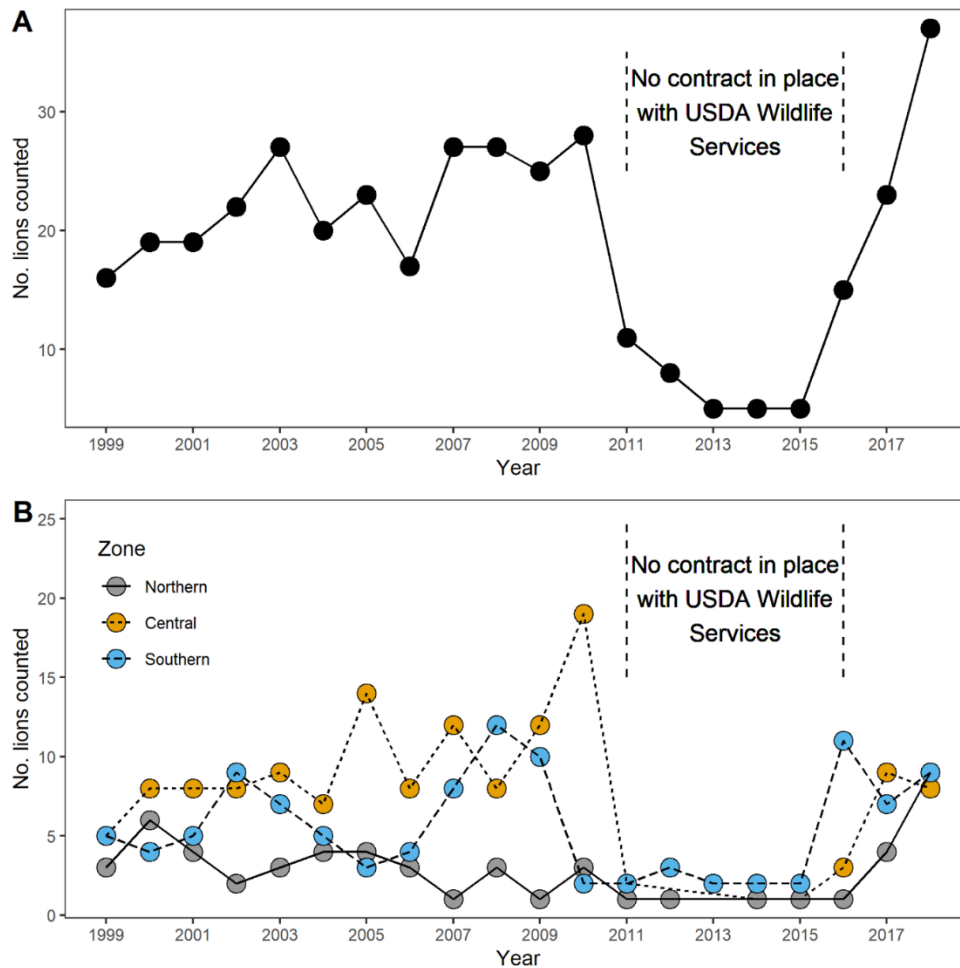 A
No. lions counted
30
20
10
No contract in place
with USDA Wildlife
Services
1999 2001 2003 2005 2007 2009 2011 2013 2015 2017
Year
B
No. lions counted
25
20
15
10
5
0
Zone
Northern
Central
Southern
No contract in place
with USDA Wildlife
Services
1999 2001 2003 2005 2007 2009 2011 2013 2015 2017
Year